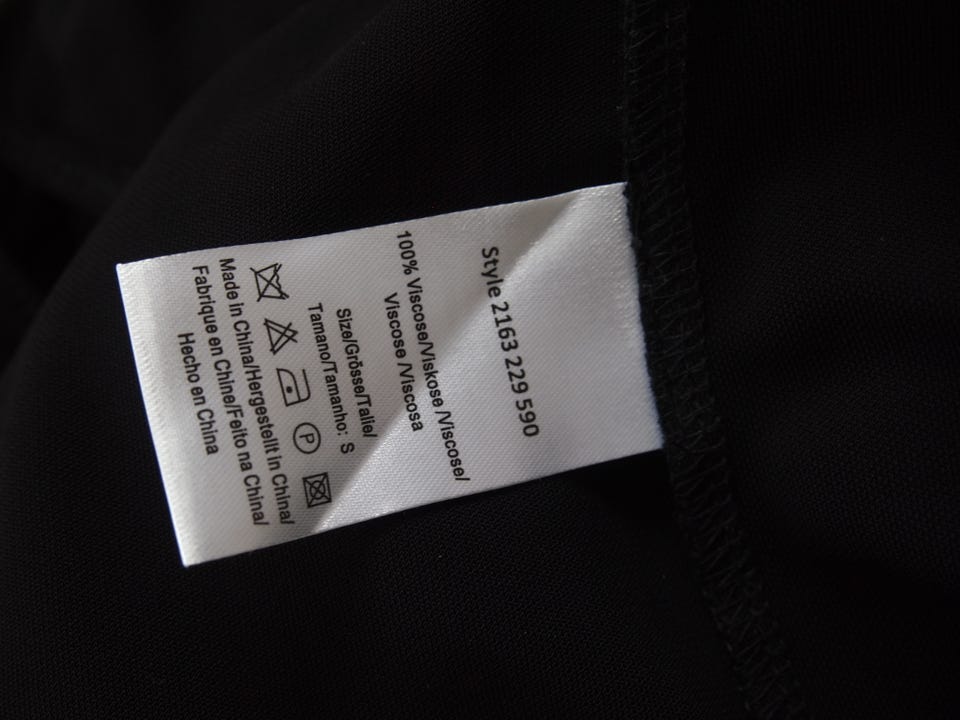 Style 2163 229 590
100% Viscose/Viskose /Viscose/
Viscose /Viscosa
Size/Grösse/Talie/
Tamano/Tamanho: S
P
Made in China/Hergestellt in China/
Fabrique en Chine/Feito na China/
Hecho en China